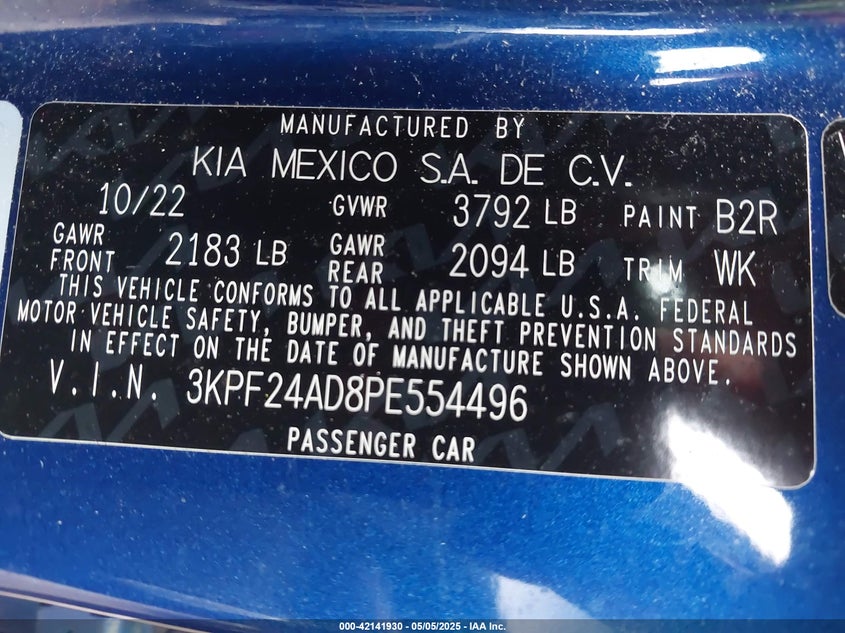 MANUFACTURED BY
KIA MEXICO S.A. DE C.V.
10/22 GVWR 3792 LB PAINT B2R
GAWR FRONT 2183 LB GAWR REAR 2094 LB TRIM WK
THIS VEHICLE CONFORMS TO ALL APPLICABLE U.S.A. FEDERAL
MOTOR VEHICLE SAFETY, BUMPER, AND THEFT PREVENTION STANDARDS
IN EFFECT ON THE DATE OF MANUFACTURE SHOWN ABOVE.
V.I.N. 3KPF24AD8PE554496
PASSENGER CAR
000-42141930 - 05/05/2025 - IAA Inc.